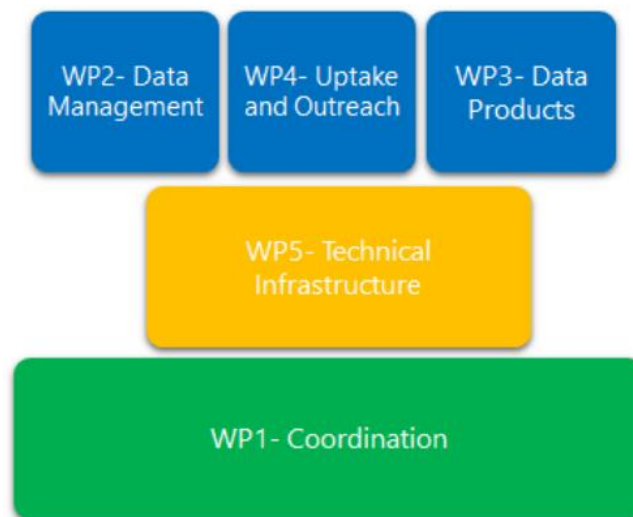 WP2- Data
Management
WP4- Uptake
and Outreach
WP3- Data
Products
WP5- Technical
Infrastructure
WP1- Coordination